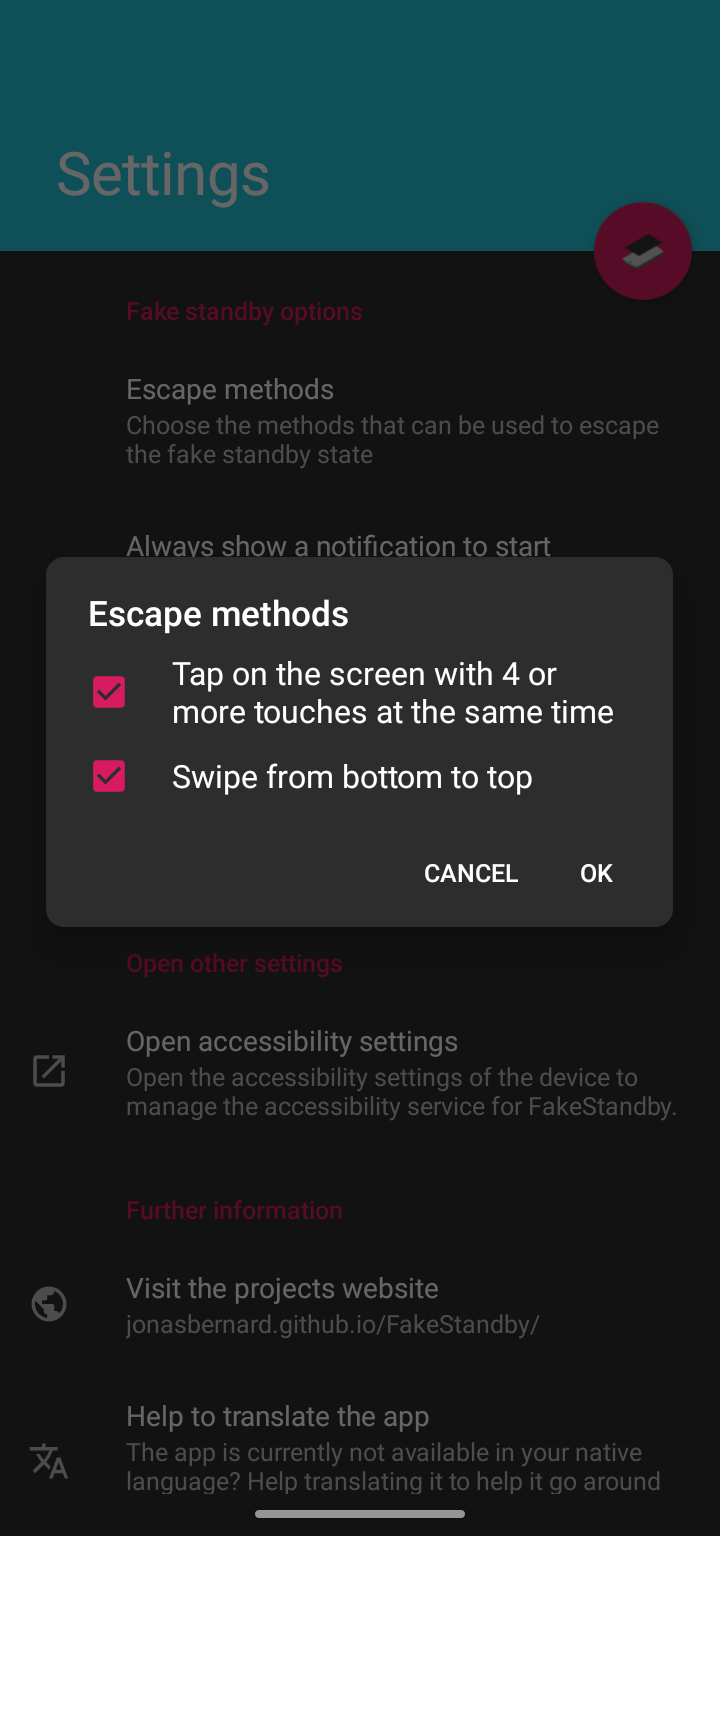 Settings
Fake standby options
Escape methods
Choose the methods that can be used to escape
the fake standby state
Always show a notification to start
Escape methods
Tap on the screen with 4 or
more touches at the same time
Swipe from bottom to top
CANCEL OK
Open other settings
Open accessibility settings
Open the accessibility settings of the device to
manage the accessibility service for FakeStandby.
Further information
Visit the projects website
jonasbernard.github.io/FakeStandby/
Help to translate the app
The app is currently not available in your native
language? Help translating it to help it go around